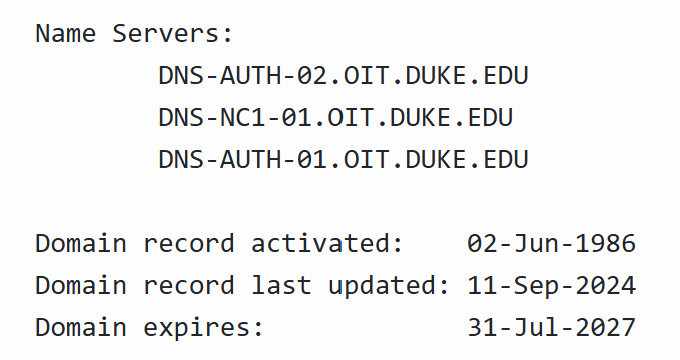 Name Servers:
DNS-AUTH-02.OIT.DUKE.EDU
DNS-NC1-01.OIT.DUKE.EDU
DNS-AUTH-01.OIT.DUKE.EDU
Domain record activated: 02-Jun-1986
Domain record last updated: 11-Sep-2024
Domain expires: 31-Jul-2027